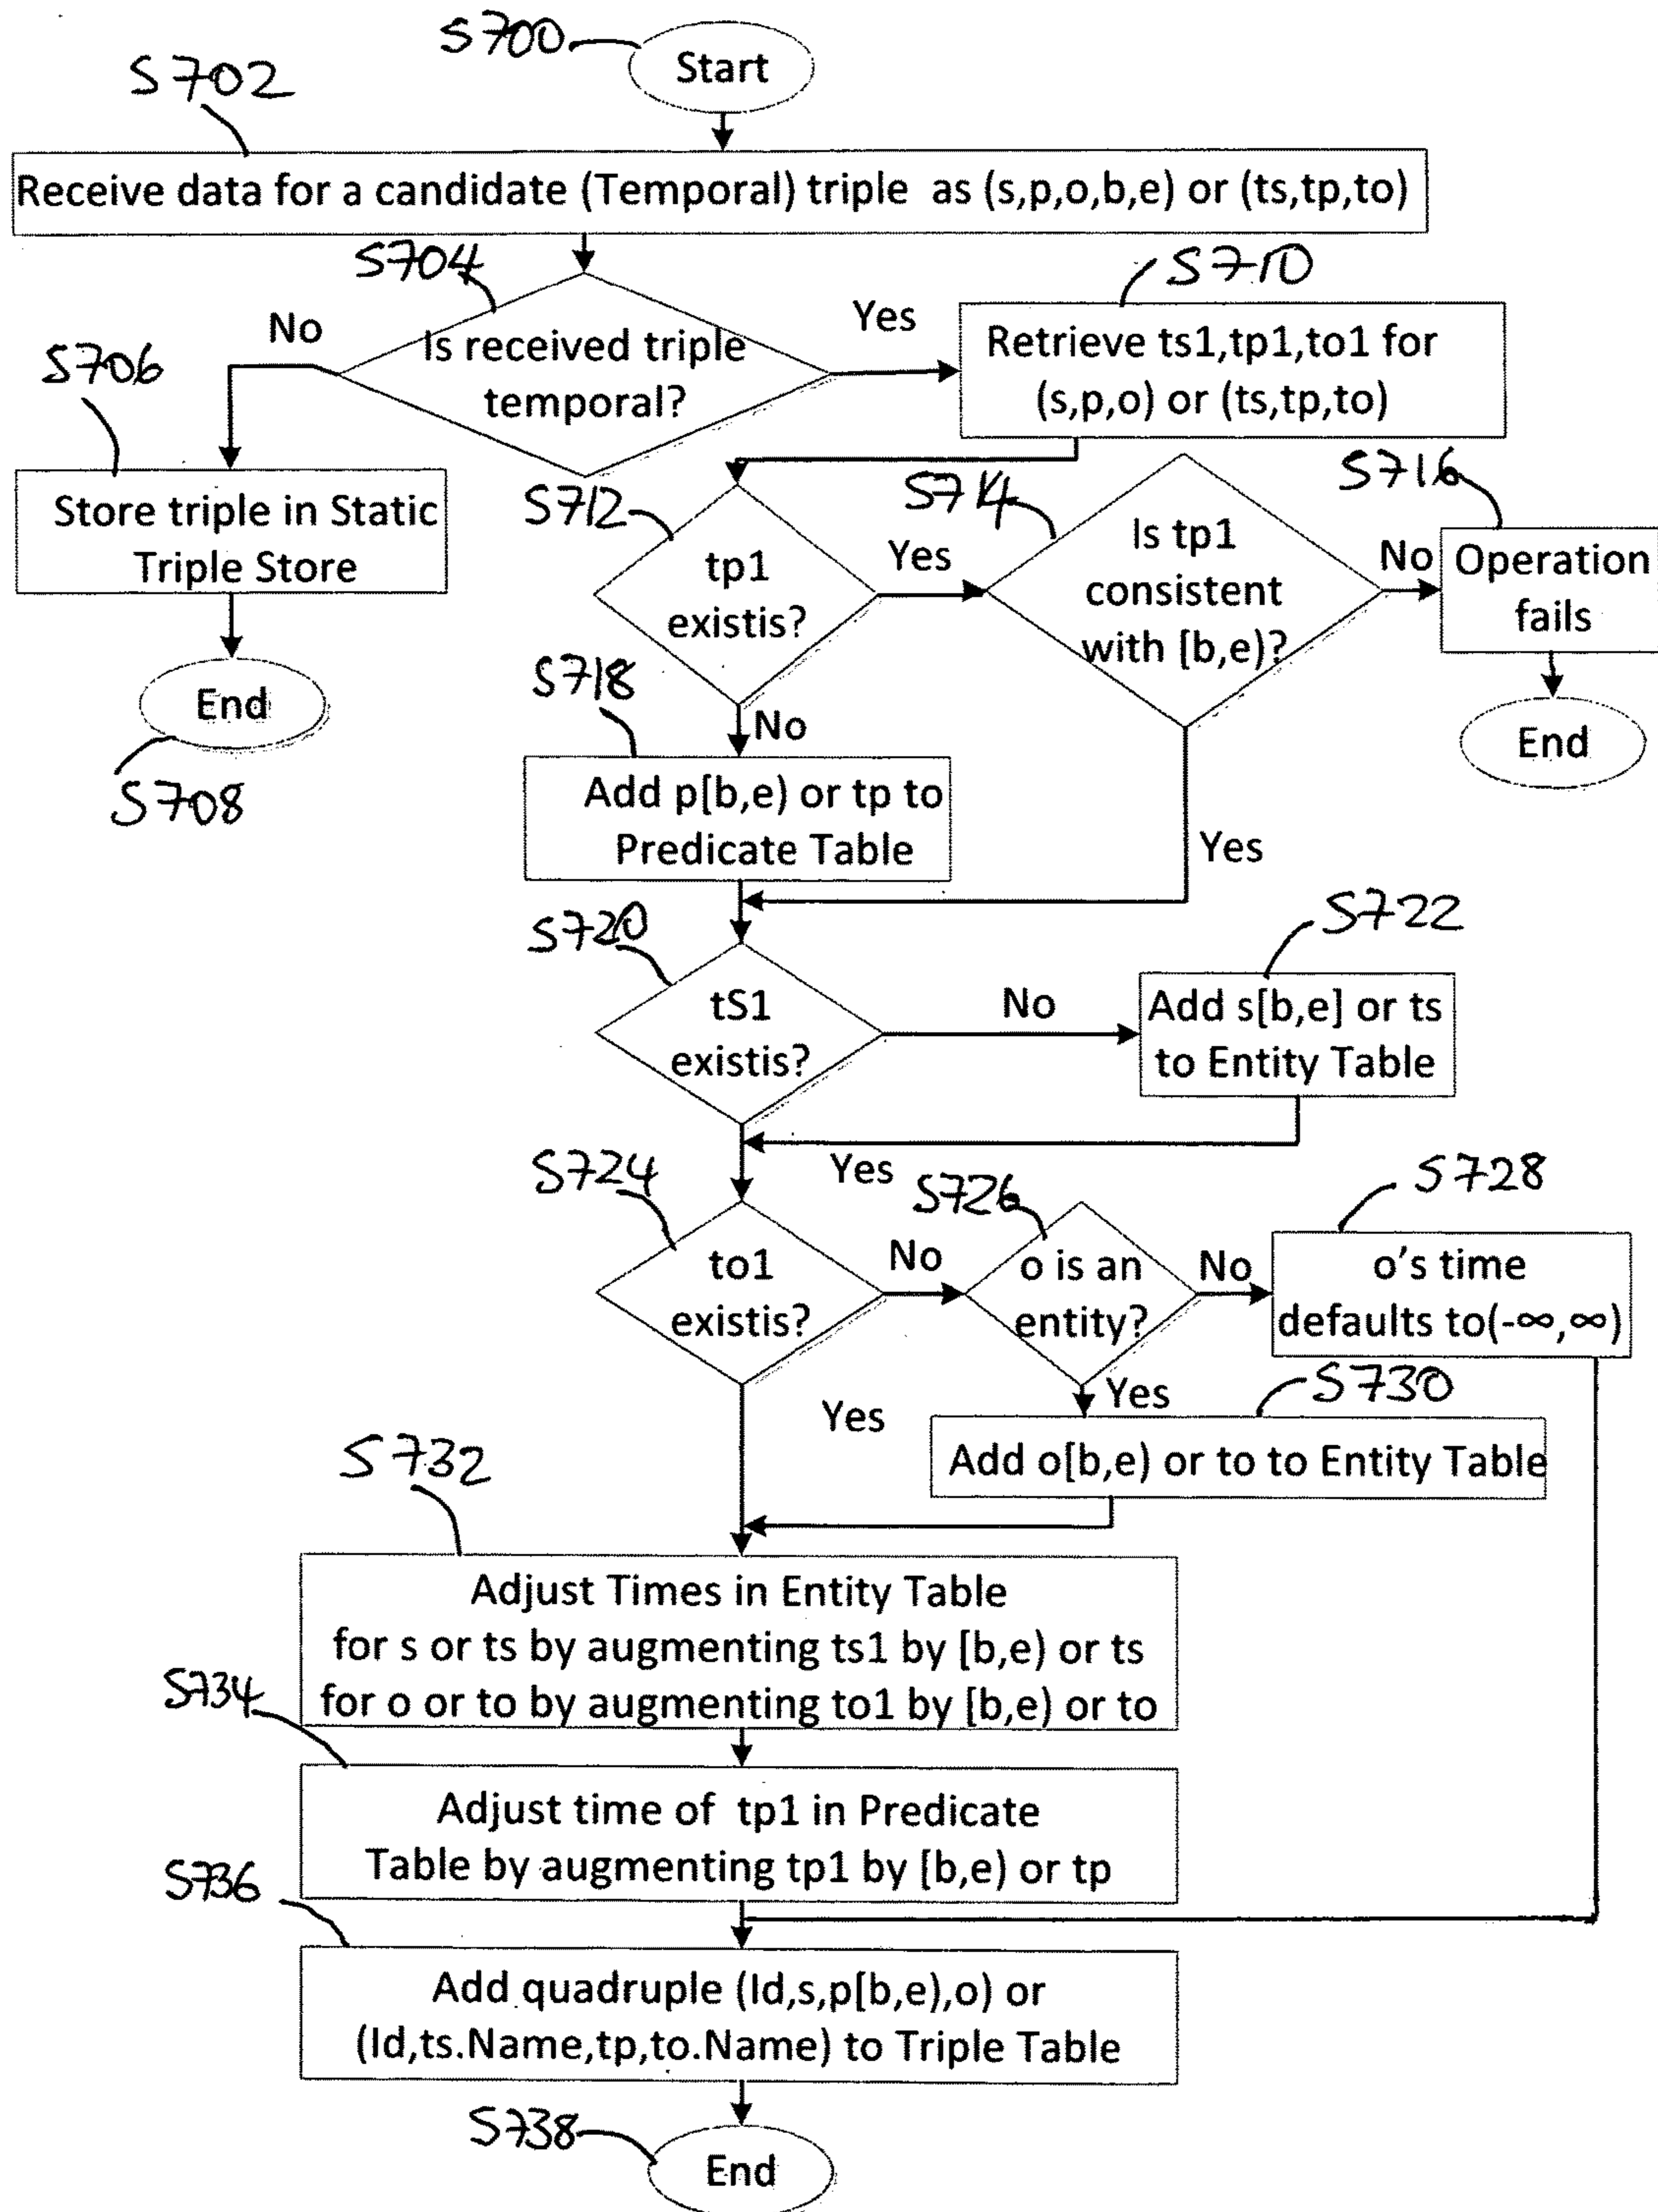 S700
Start
S702
Receive data for a candidate (Temporal) triple as (s,p,o,b,e) or (ts,tp,to)
S704
Is received triple
temporal?
No
Yes
S710
Retrieve ts1,tp1,to1 for
(s,p,o) or (ts,tp,to)
S706
Store triple in Static
Triple Store
End
S708
S712
tp1
existis?
Yes
S714
Is tp1
consistent
with [b,e)?
No
S716
Operation
fails
End
No
S718
Add p[b,e) or tp to
Predicate Table
Yes
S720
tS1
existis?
No
S722
Add s[b,e] or ts
to Entity Table
Yes
S724
to1
existis?
No
S726
o is an
entity?
No
S728
o's time
defaults to(-∞,∞)
Yes
S730
Add o[b,e) or to to Entity Table
Yes
S732
Adjust Times in Entity Table
for s or ts by augmenting ts1 by [b,e) or ts
for o or to by augmenting to1 by [b,e) or to
S734
Adjust time of tp1 in Predicate
Table by augmenting tp1 by [b,e) or tp
S736
Add quadruple (Id,s,p[b,e),o) or
(Id,ts.Name,tp,to.Name) to Triple Table
S738
End